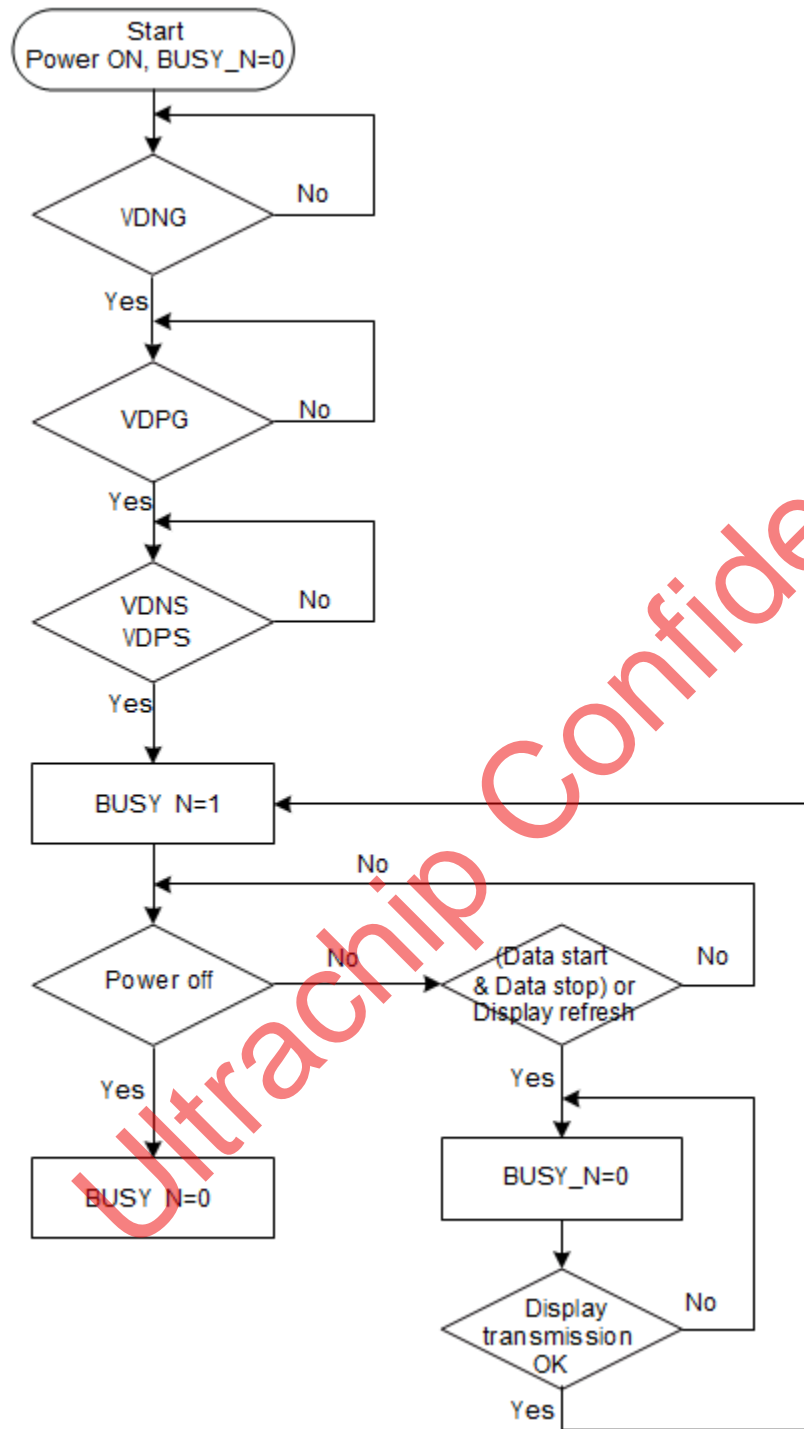 Start
Power ON, BUSY_N=0
No
VDNG
Yes
No
VDPG
Yes
No
VDNS
VDPS
Yes
BUSY N=1
No
Power off
No
(Data start
& Data stop) or
Display refresh
No
Yes
Yes
BUSY N=0
BUSY_N=0
Display
transmission
OK
No
Yes
Ultrachip Confide